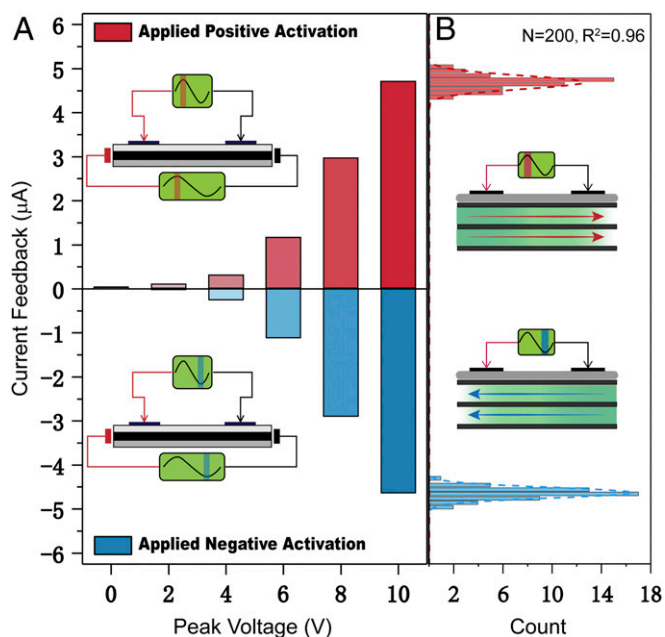 A
Applied Positive Activation
B
N=200, R²=0.96
6
5
4
3
2
1
0
-1
-2
-3
-4
-5
-6
Current Feedback (µA)
Applied Negative Activation
0 2 4 6 8 10
Peak Voltage (V)
2 6 10 14 18
Count